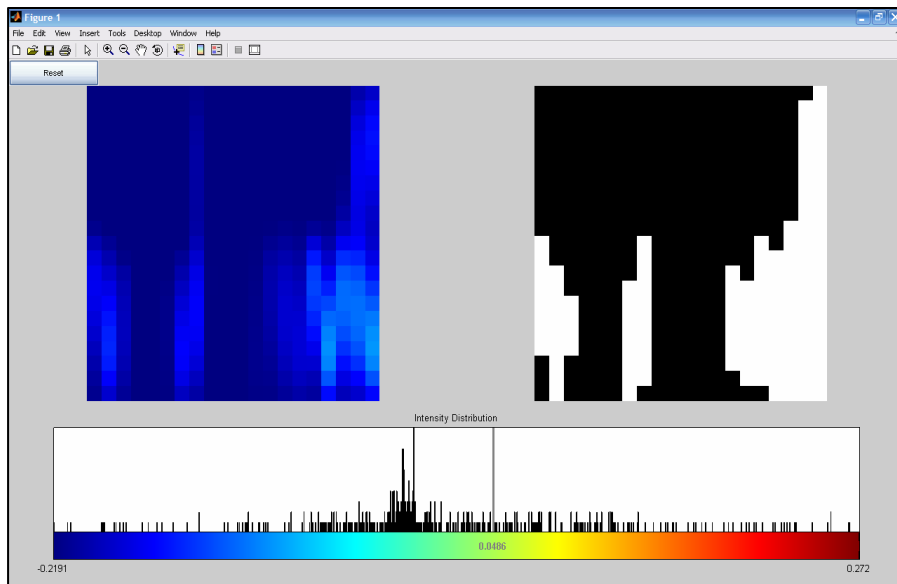 Figure 1
File Edit View Insert Tools Desktop Window Help
Reset
Intensity Distribution
0.0486
-0.2191
0.272